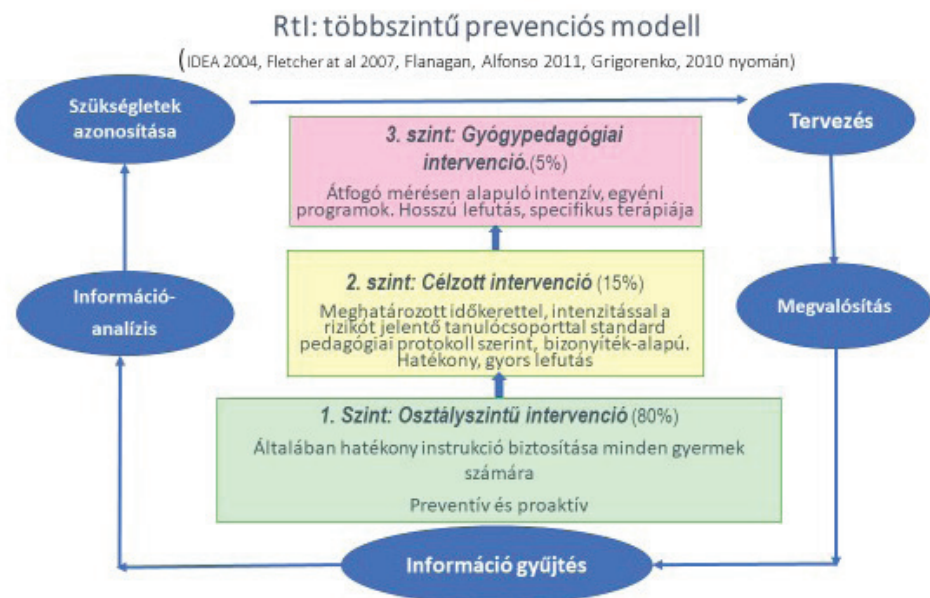 RtI: többszintű prevenciós modell
(IDEA 2004, Fletcher at al 2007, Flanagan, Alfonso 2011, Grigorenko, 2010 nyomán)
Szükségletek
azonosítása
Tervezés
3. szint: Gyógypedagógiai
intervenció.(5%)
Átfogó mérésen alapuló intenzív, egyéni
programok. Hosszú lefutás, specifikus terápiája
Információ-
analízis
2. szint: Célzott intervenció (15%)
Meghatározott időkerettel, intenzitással a
rizikót jelentő tanulócsoporttal standard
pedagógiai protokoll szerint, bizonyíték-alapú.
Hatékony, gyors lefutás
Megvalósítás
1. Szint: Osztályszintű intervenció (80%)
Általában hatékony instrukció biztosítása minden gyermek
számára
Preventív és proaktív
Információ gyűjtés